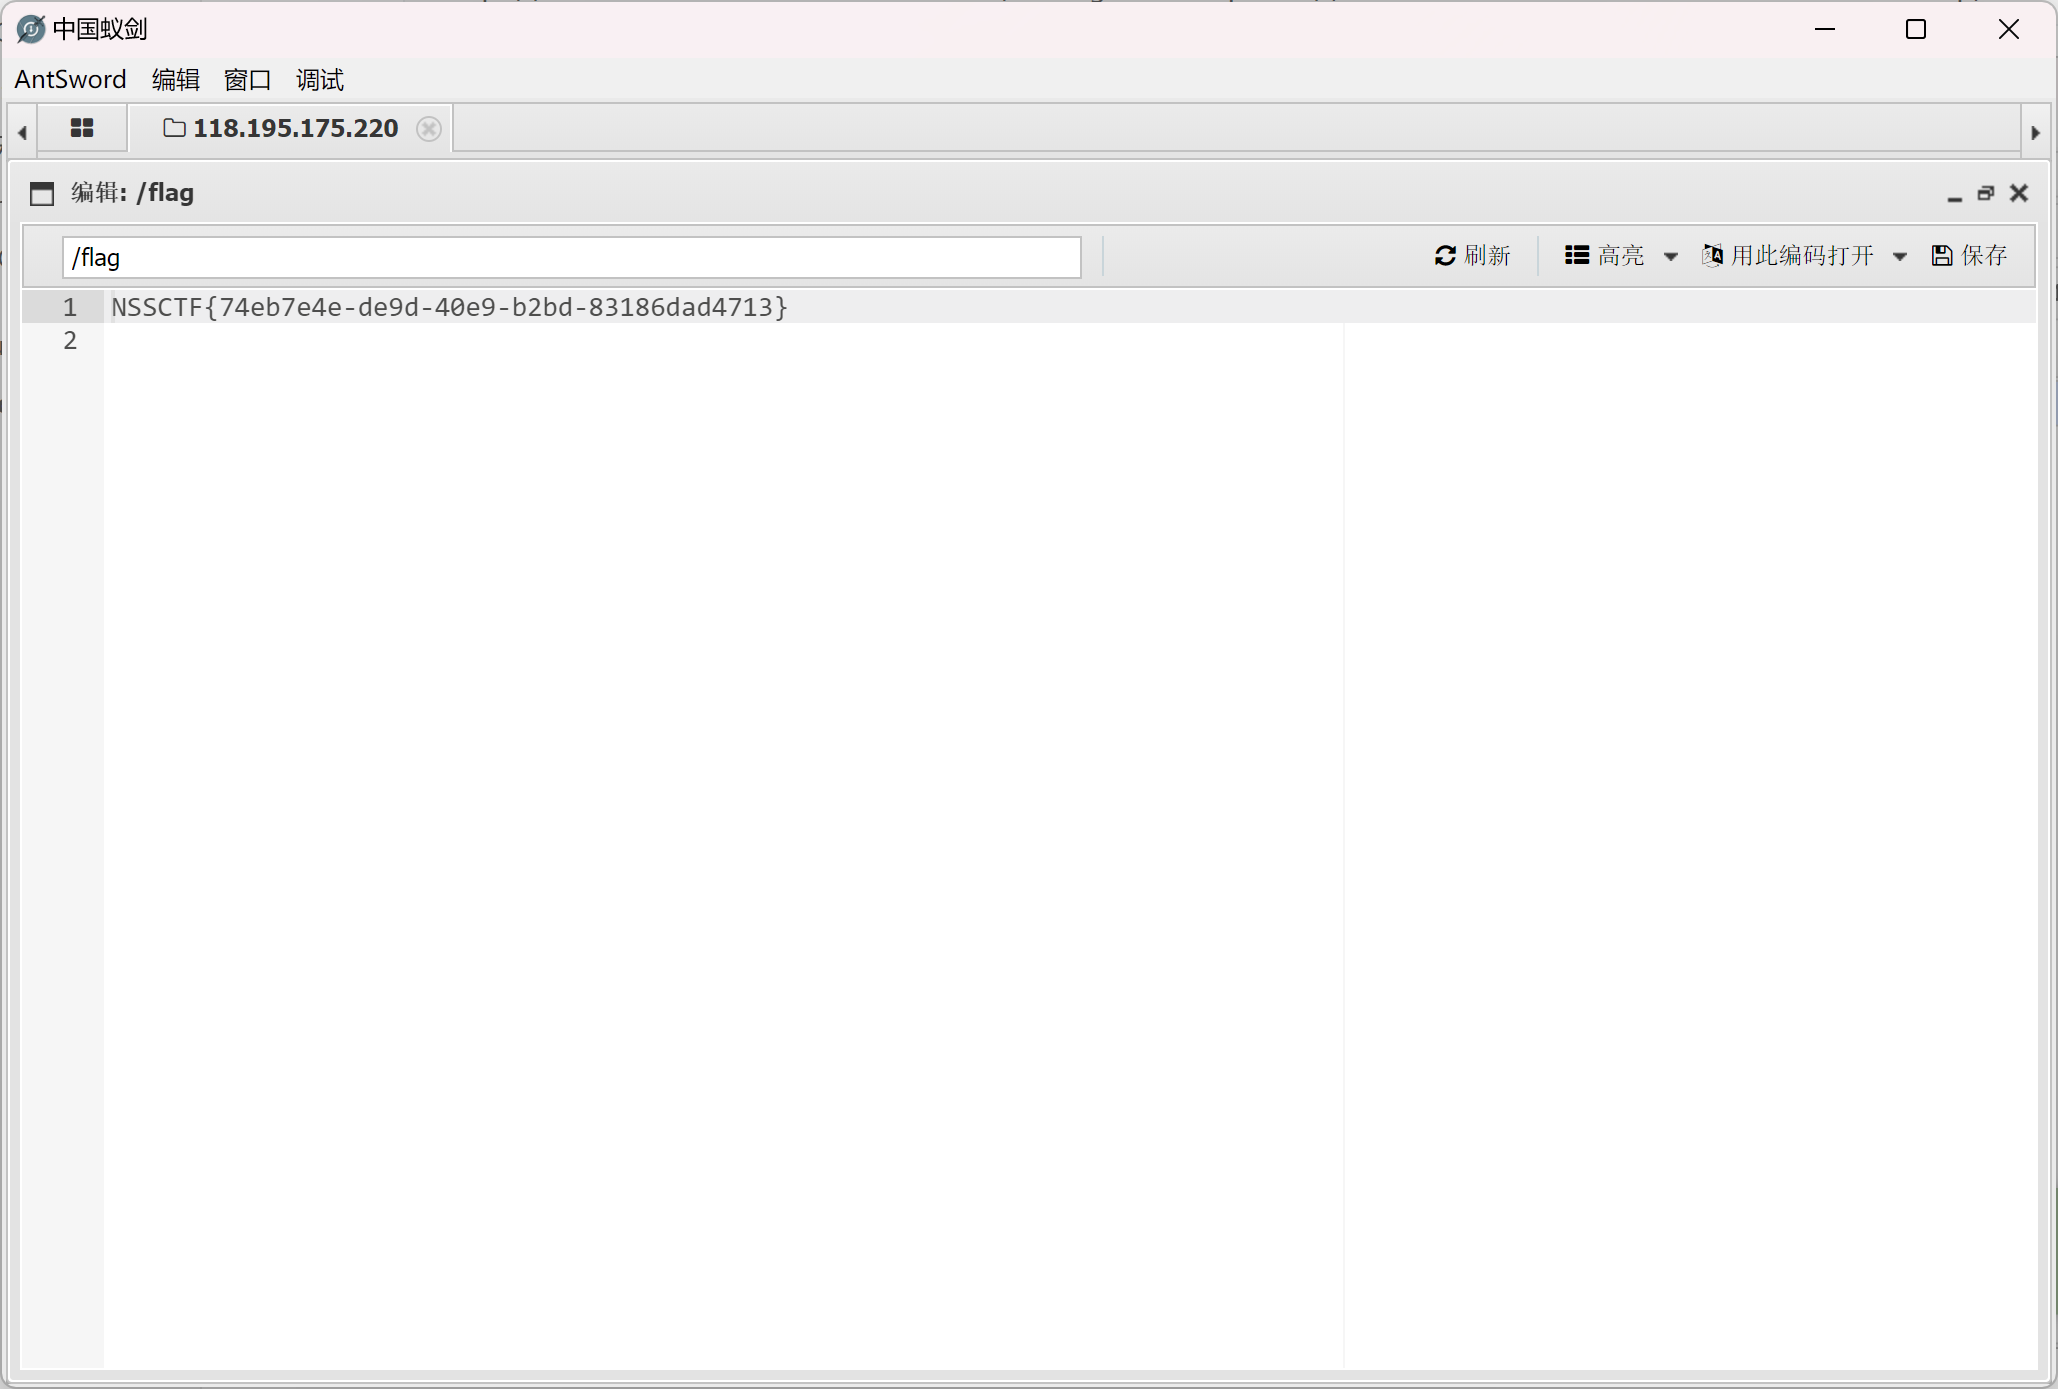 中国蚁剑
AntSword 编辑 窗口 调试
118.195.175.220
编辑: /flag
/flag 刷新 高亮 用此编码打开 保存
1 NSSCTF{74eb7e4e-de9d-40e9-b2bd-83186dad4713}
2